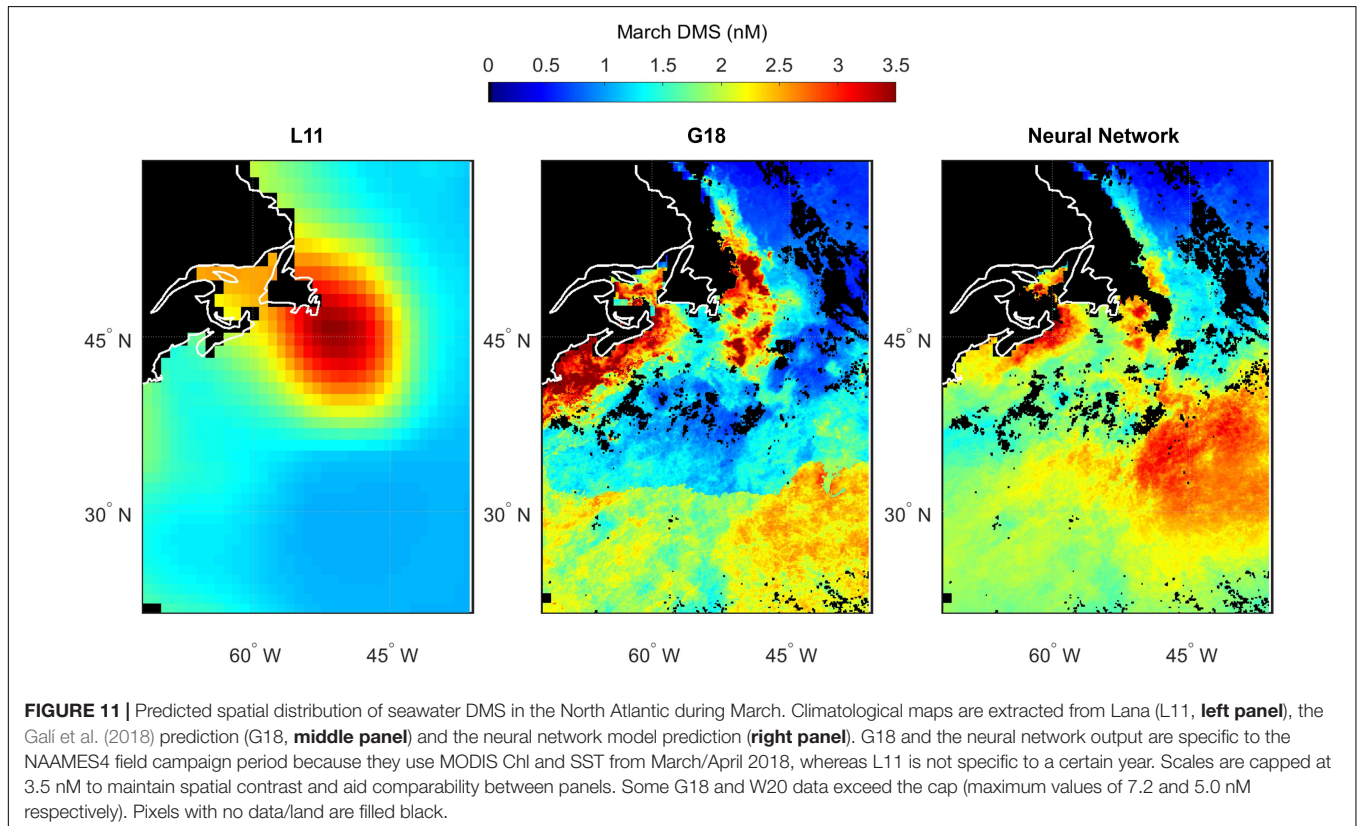 March DMS (nM)
0 0.5 1 1.5 2 2.5 3 3.5
L11 G18 Neural Network
45° N 45° N 45° N
30° N 30° N 30° N
60° W 45° W 60° W 45° W 60° W 45° W
FIGURE 11 | Predicted spatial distribution of seawater DMS in the North Atlantic during March. Climatological maps are extracted from Lana (L11, left panel), the
Galí et al. (2018) prediction (G18, middle panel) and the neural network model prediction (right panel). G18 and the neural network output are specific to the
NAAMES4 field campaign period because they use MODIS Chl and SST from March/April 2018, whereas L11 is not specific to a certain year. Scales are capped at
3.5 nM to maintain spatial contrast and aid comparability between panels. Some G18 and W20 data exceed the cap (maximum values of 7.2 and 5.0 nM
respectively). Pixels with no data/land are filled black.